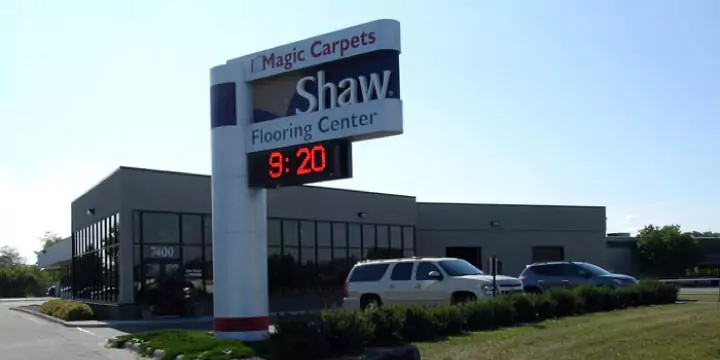 Magic Carpets
Shaw®
Flooring Center
9:20
7400